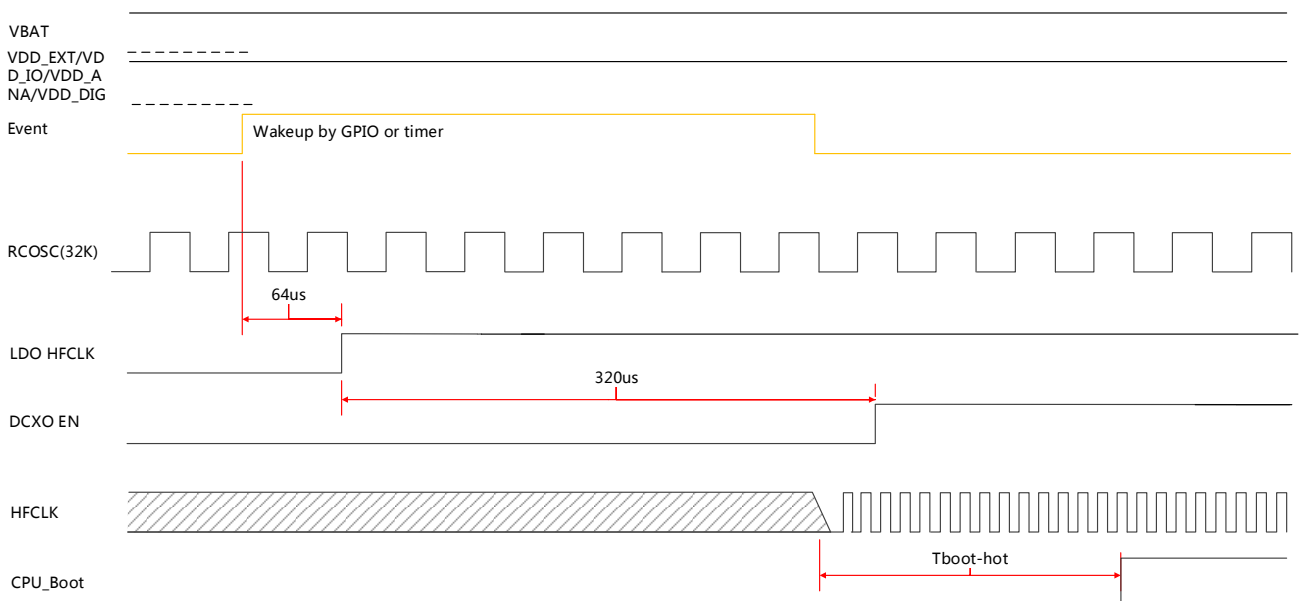 VBAT
VDD_EXT/VD
D_IO/VDD_A
NA/VDD_DIG
Event
Wakeup by GPIO or timer
RCOSC(32K)
64us
LDO HFCLK
320us
DCXO EN
HFCLK
Tboot-hot
CPU_Boot